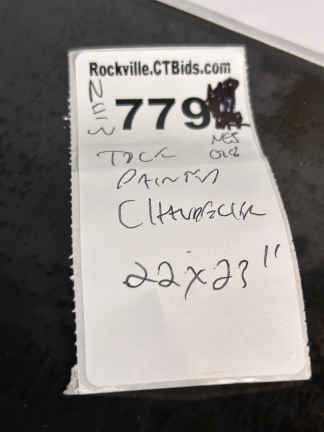 Rockville.CTBids.com
NEW
779
TOLE
PAINTED
CHANDELIER
22x23"